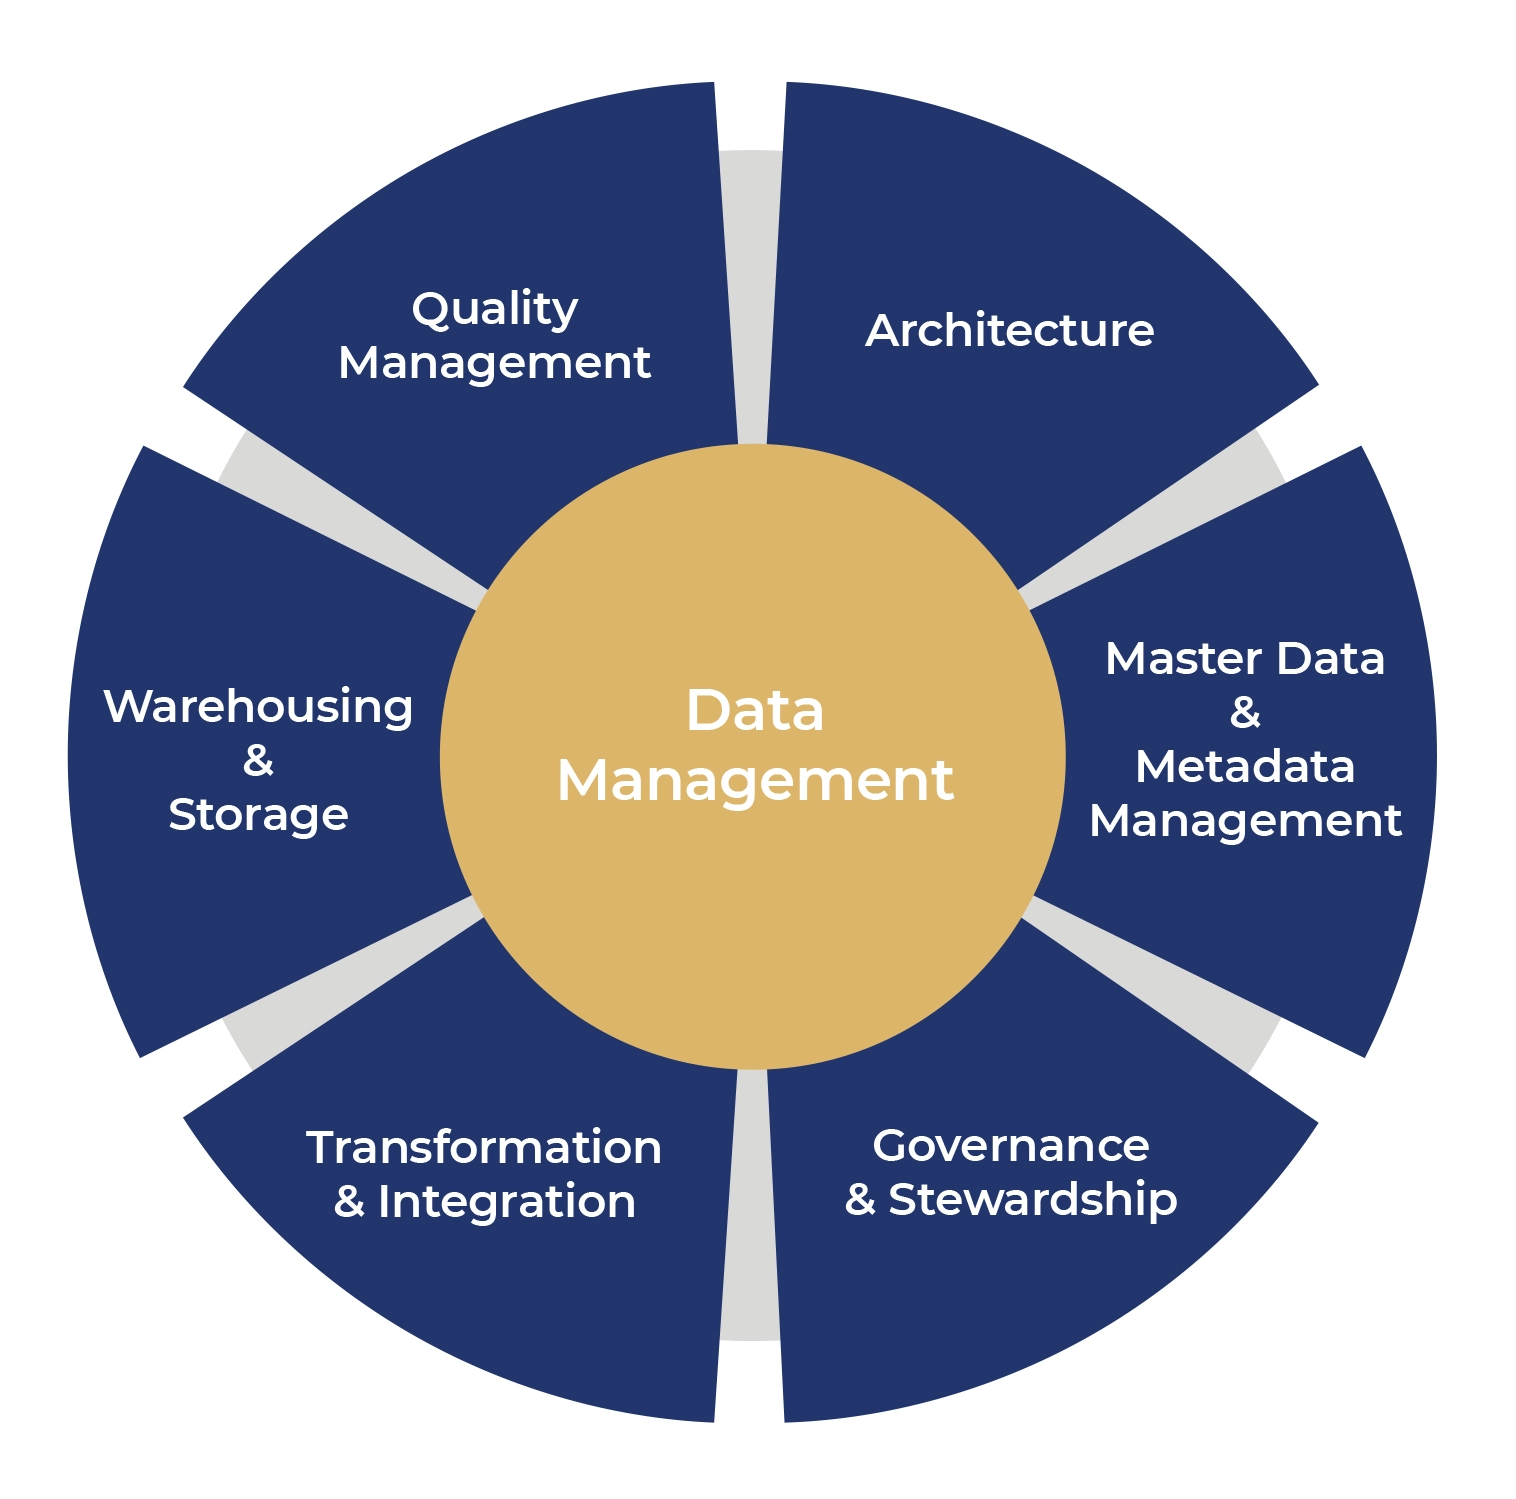 Quality
Management
Architecture
Warehousing
&
Storage
Data
Management
Master Data
&
Metadata
Management
Transformation
& Integration
Governance
& Stewardship